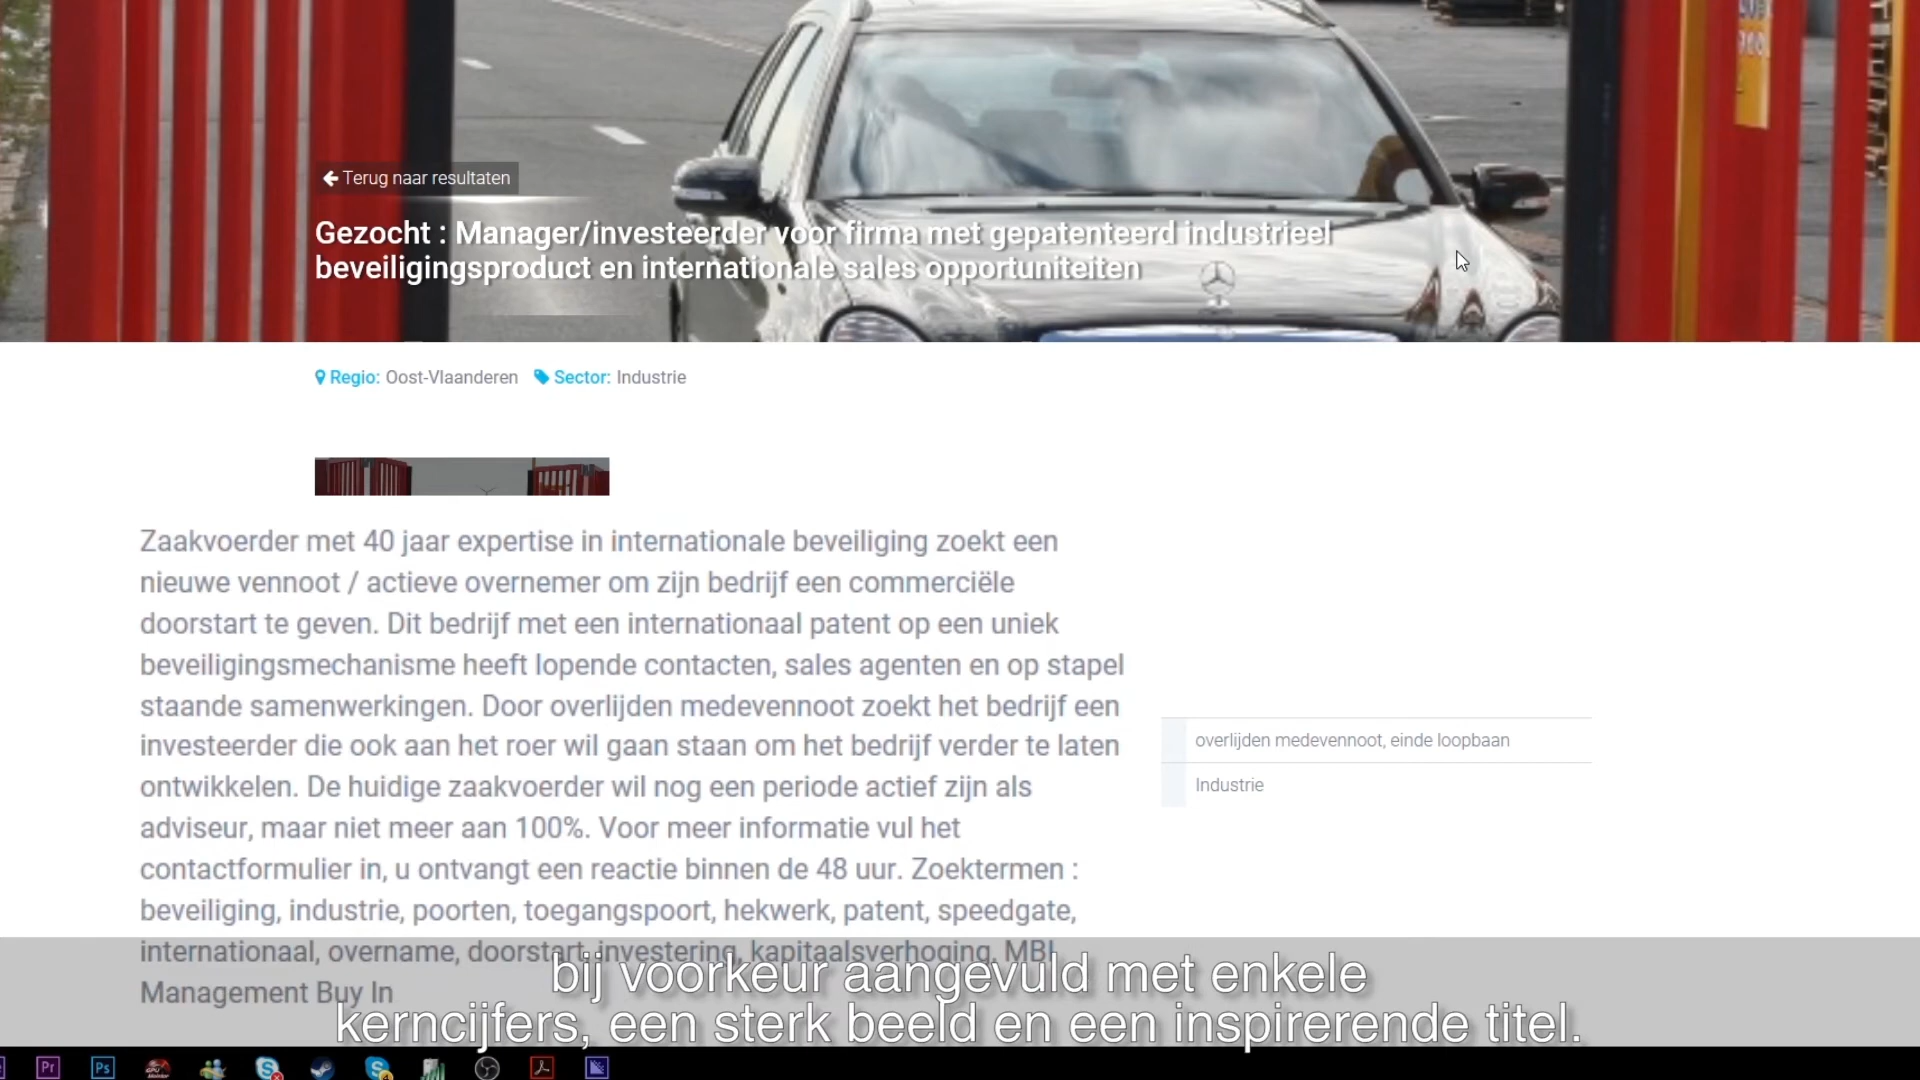 Terug naar resultaten
Gezocht : Manager/investeerder voor firma met gepatenteerd industrieel
beveiligingsproduct en internationale sales opportuniteiten
Regio: Oost-Vlaanderen Sector: Industrie
Zaakvoerder met 40 jaar expertise in internationale beveiliging zoekt een
nieuwe vennoot / actieve overnemer om zijn bedrijf een commerciële
doorstart te geven. Dit bedrijf met een internationaal patent op een uniek
beveiligingsmechanisme heeft lopende contacten, sales agenten en op stapel
staande samenwerkingen. Door overlijden medevennoot zoekt het bedrijf een
investeerder die ook aan het roer wil gaan staan om het bedrijf verder te laten
ontwikkelen. De huidige zaakvoerder wil nog een periode actief zijn als
adviseur, maar niet meer aan 100%. Voor meer informatie vul het
contactformulier in, u ontvangt een reactie binnen de 48 uur. Zoektermen :
beveiliging, industrie, poorten, toegangspoort, hekwerk, patent, speedgate,
internationaal, overname, doorstart, investering, kapitaalsverhoging, MBI,
Management Buy In
overlijden medevennoot, einde loopbaan
Industrie
bij voorkeur aangevuld met enkele
kerncijfers, een sterk beeld en een inspirerende titel.
Pr
Ps